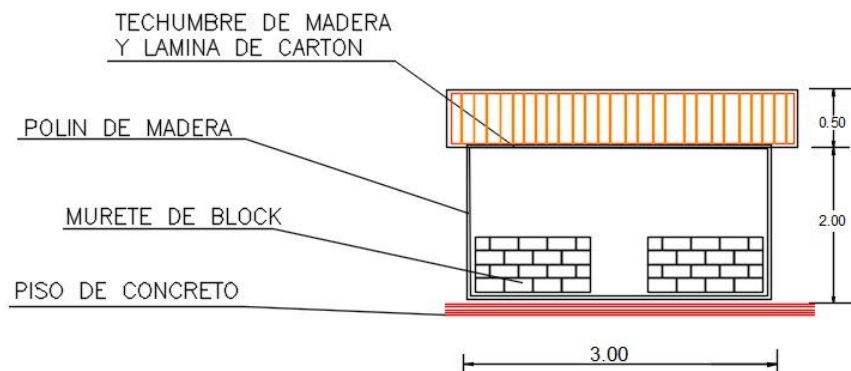 TECHUMBRE DE MADERA
Y LAMINA DE CARTON
POLIN DE MADERA
MURETE DE BLOCK
PISO DE CONCRETO
0.50
2.00
3.00